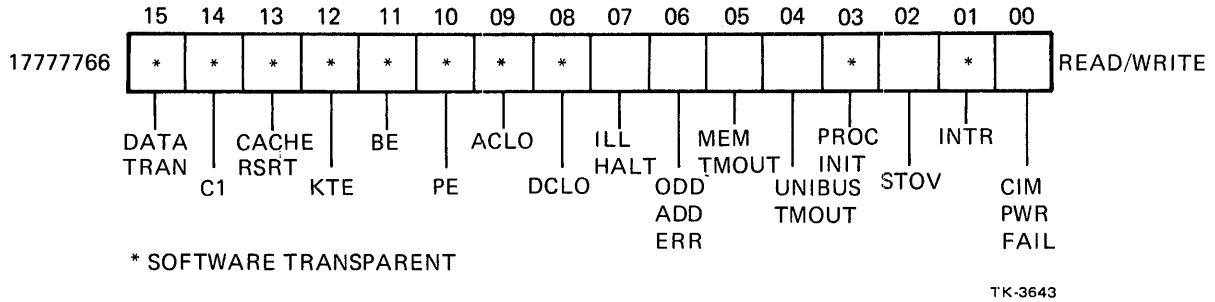 15 14 13 12 11 10 09 08 07 06 05 04 03 02 01 00
17777766 * * * * * * * * * * READ/WRITE
DATA TRAN
C1
CACHE RSRT
KTE
BE
PE
ACLO
DCLO
ILL HALT
ODD ADD ERR
MEM TMOUT
UNIBUS TMOUT
PROC INIT
STOV
INTR
CIM PWR FAIL
* SOFTWARE TRANSPARENT
TK-3643